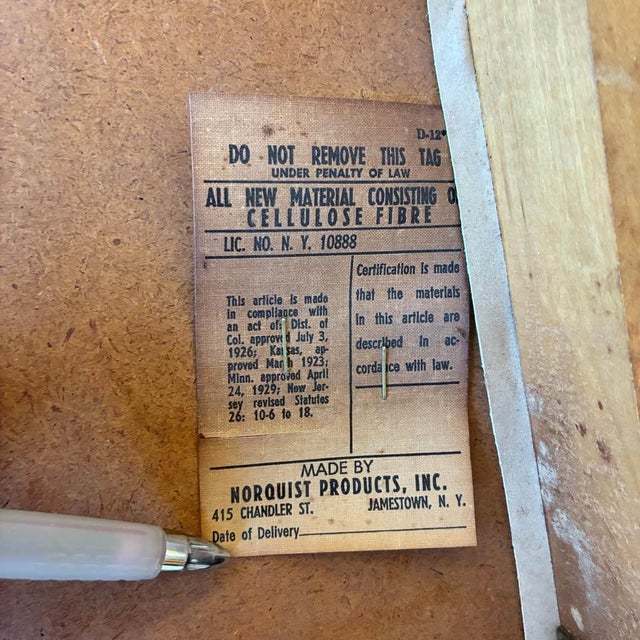 D-12
DO NOT REMOVE THIS TAG
UNDER PENALTY OF LAW
ALL NEW MATERIAL CONSISTING O
CELLULOSE FIBRE
LIC. NO. N. Y. 10888
This article is made
in compliance with
an act of Dist. of
Col. approved July 3,
1926; Kansas, ap-
proved March 1923;
Minn. approved April
24, 1929; New Jer-
sey revised Statutes
26: 10-6 to 18.
Certification is made
that the materials
in this article are
described in ac-
cordance with law.
MADE BY
NORQUIST PRODUCTS, INC.
415 CHANDLER ST. JAMESTOWN, N. Y.
Date of Delivery